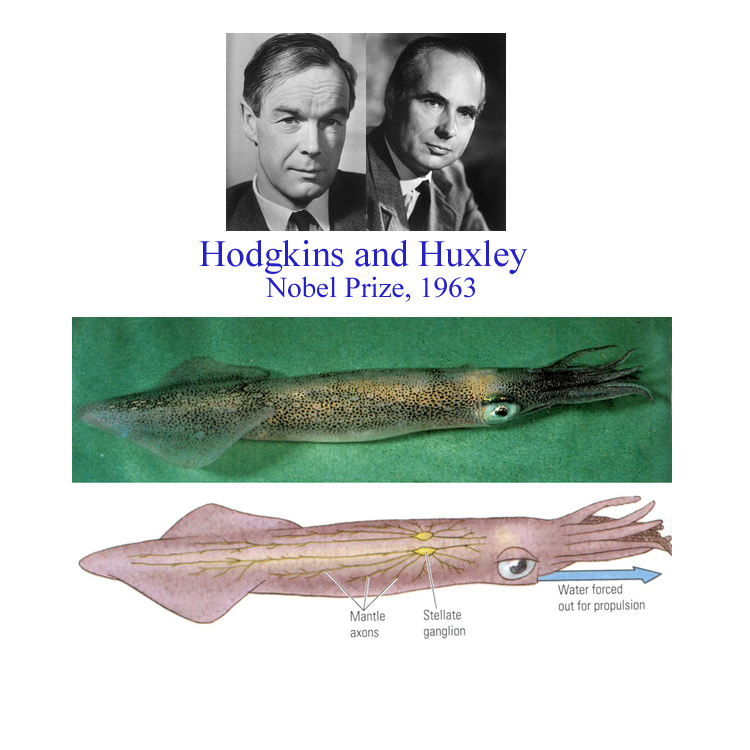 Hodgkins and Huxley
Nobel Prize, 1963
Mantle
axons
Stellate
ganglion
Water forced
out for propulsion